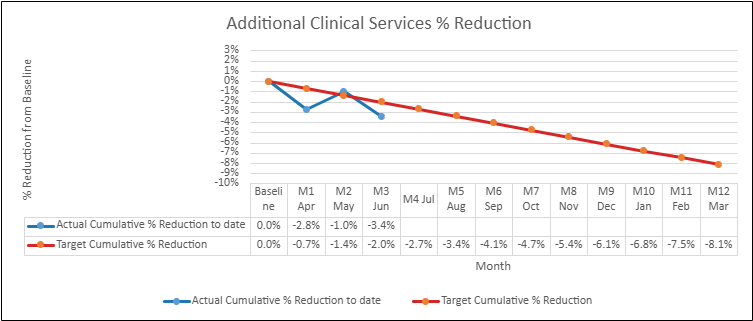 Additional Clinical Services % Reduction
% Reduction from Baseline
3%
2%
1%
0%
-1%
-2%
-3%
-4%
-5%
-6%
-7%
-8%
-9%
-10%
Baseli
ne
M1
Apr
M2
May
M3
Jun
M4 Jul
M5
Aug
M6
Sep
M7
Oct
M8
Nov
M9
Dec
M10
Jan
M11
Feb
M12
Mar
Actual Cumulative % Reduction to date 0.0% -2.8% -1.0% -3.4%
Target Cumulative % Reduction 0.0% -0.7% -1.4% -2.0% -2.7% -3.4% -4.1% -4.7% -5.4% -6.1% -6.8% -7.5% -8.1%
Month
Actual Cumulative % Reduction to date Target Cumulative % Reduction